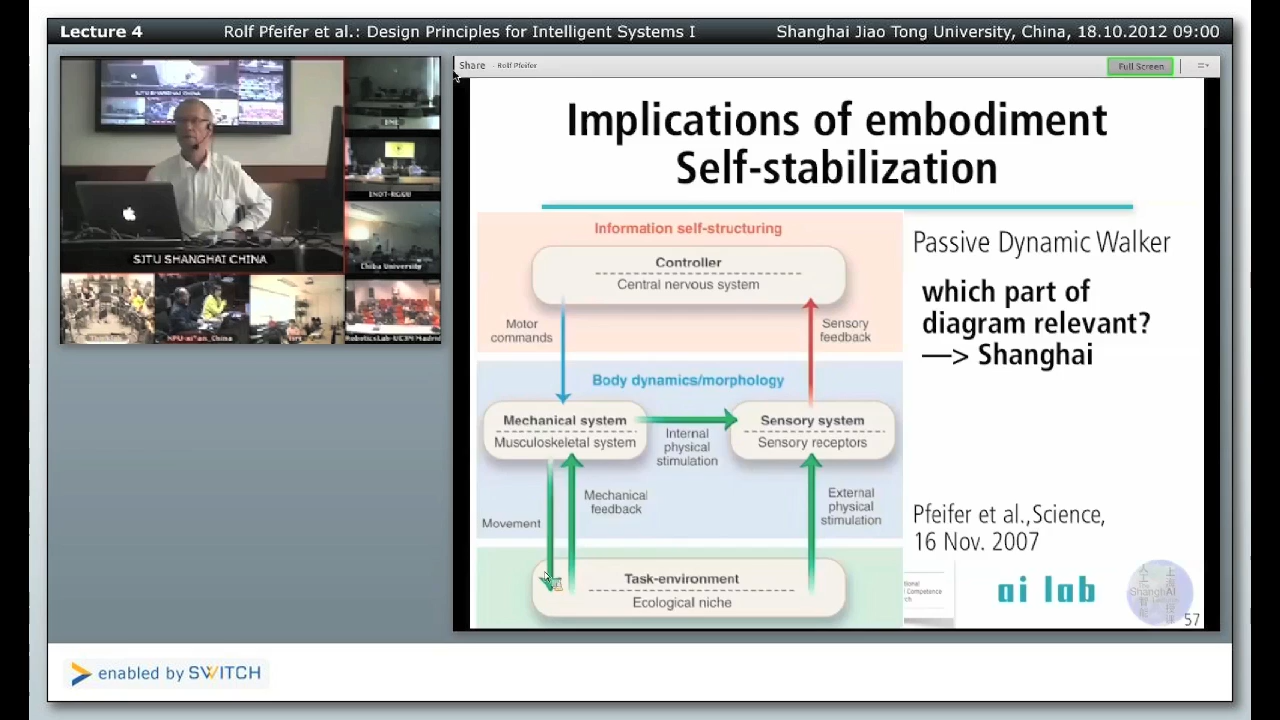 Lecture 4
Rolf Pfeifer et al.: Design Principles for Intelligent Systems I
Shanghai Jiao Tong University, China, 18.10.2012 09:00
SJTU SHANGHAI CHINA
Chiba University
SJTU SHANGHAI CHINA
NPU-xi'an, China
RoboticsLab-UC3M Madrid
Share - Rolf Pfeifer
Full Screen
Implications of embodiment
Self-stabilization
Information self-structuring
Controller
Central nervous system
Motor
commands
Sensory
feedback
Body dynamics/morphology
Mechanical system
Musculoskeletal system
Internal
physical
stimulation
Sensory system
Sensory receptors
Movement
Mechanical
feedback
External
physical
stimulation
Task-environment
Ecological niche
Passive Dynamic Walker
which part of
diagram relevant?
—> Shanghai
Pfeifer et al.,Science,
16 Nov. 2007
ai lab
ShanghAI
57
enabled by SWITCH